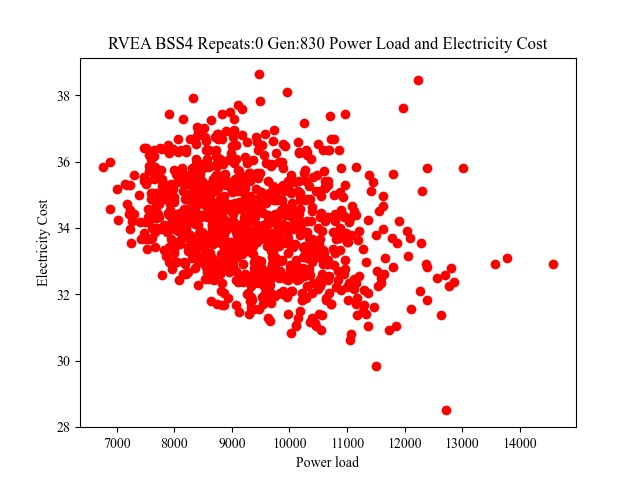 RVEA BSS4 Repeats:0 Gen:830 Power Load and Electricity Cost
38
36
34
32
30
28
Electricity Cost
7000 8000 9000 10000 11000 12000 13000 14000
Power load